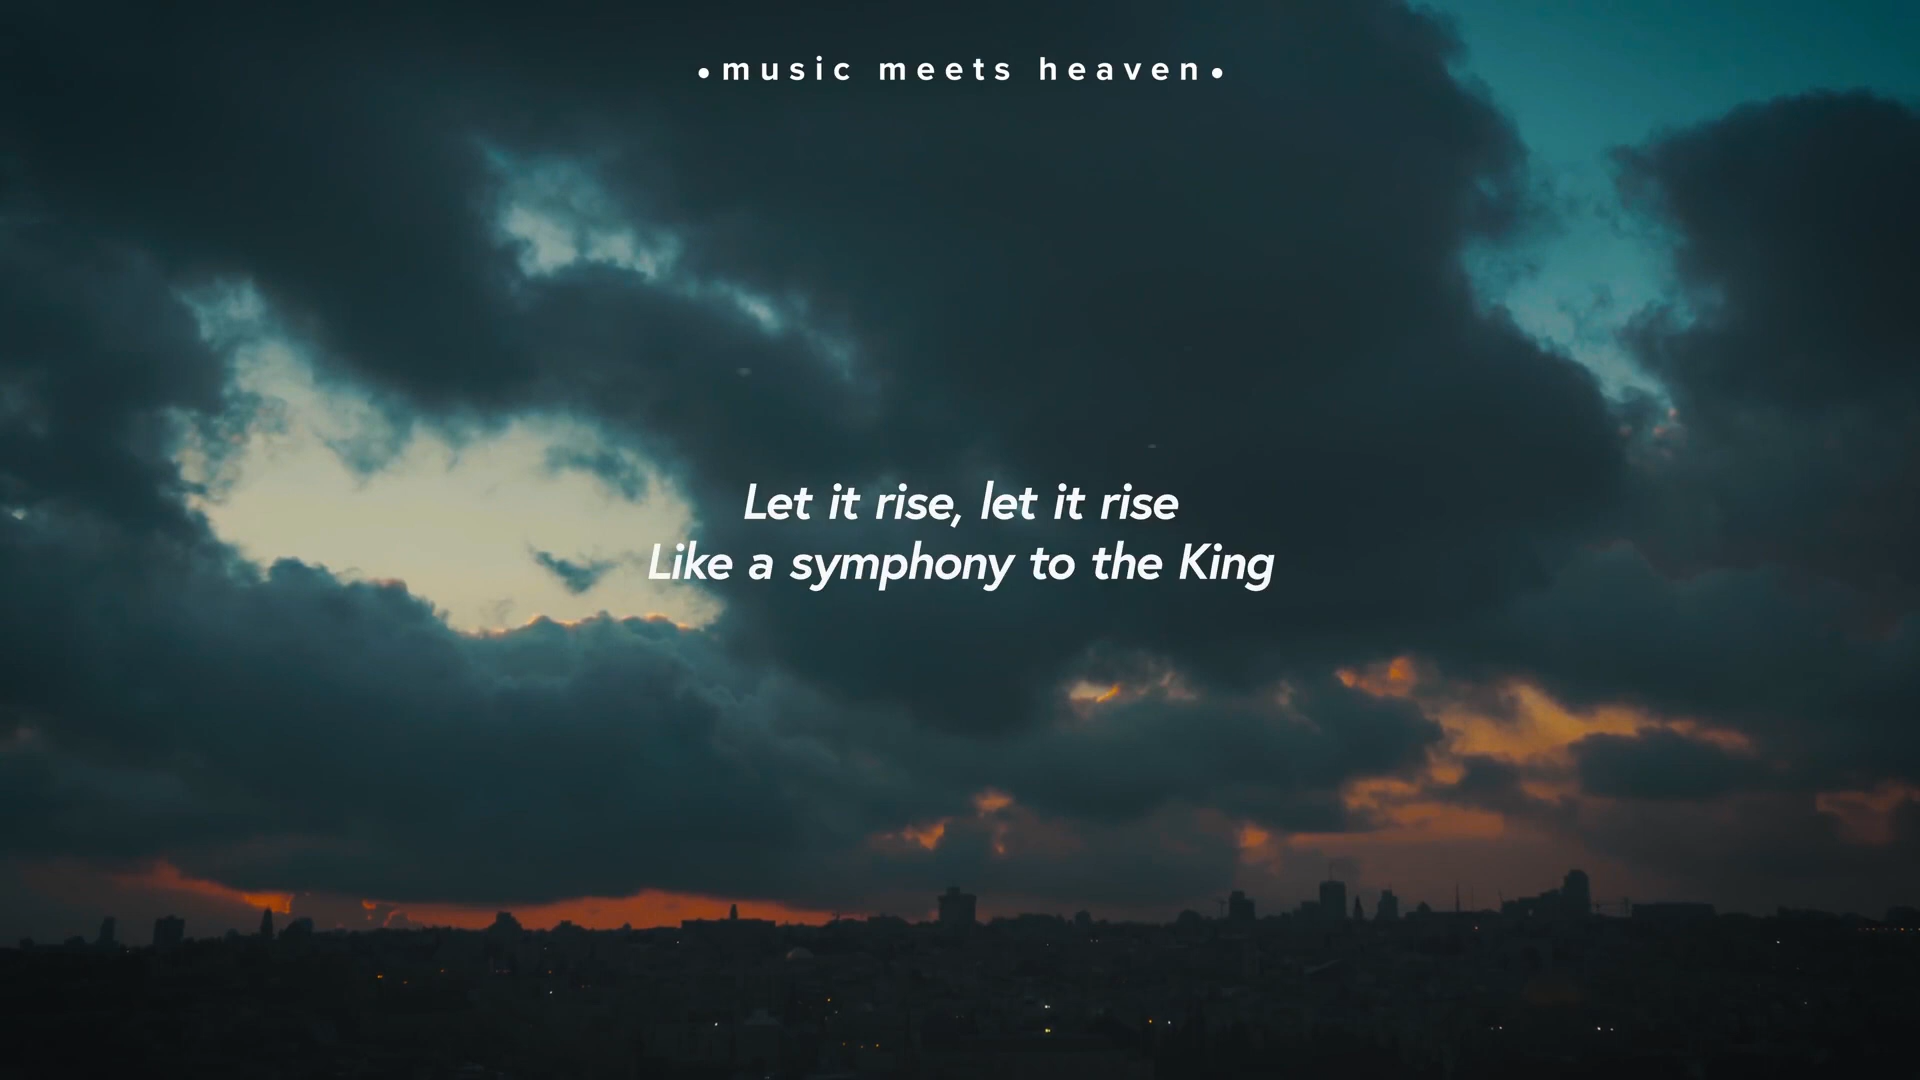 •music meets heaven•
Let it rise, let it rise
Like a symphony to the King